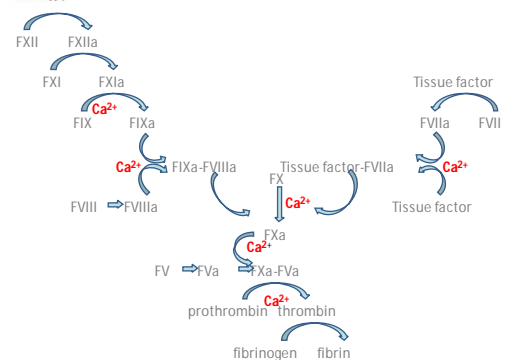 FXII FXIIa
FXI FXIa Tissue factor
Ca2+
FIX FIXa FVIIa FVII
Ca2+ FIXa-FVIIIa Tissue factor-FVIIa Ca2+
FX
Ca2+
FVIII FVIIIa Tissue factor
FXa
Ca2+
FV FVa FXa-FVa
Ca2+
prothrombin thrombin
fibrinogen fibrin